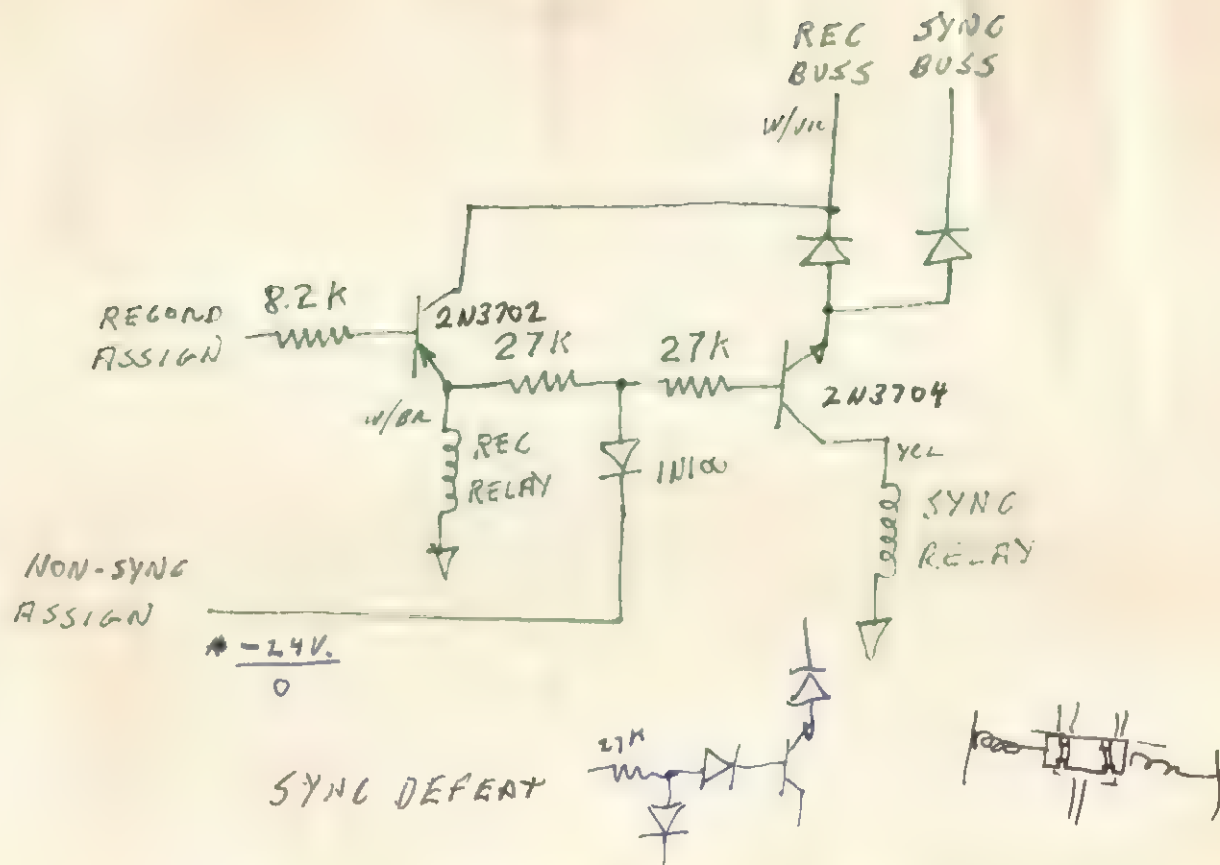 REC
BUSS
SYNC
BUSS
RECORD
ASSIGN
8.2K
2N3702
27K
27K
2N3704
W/BR
REC
RELAY
1N100
YEL
SYNC
RELAY
NON-SYNC
ASSIGN
-24V.
0
27K
SYNC DEFEAT